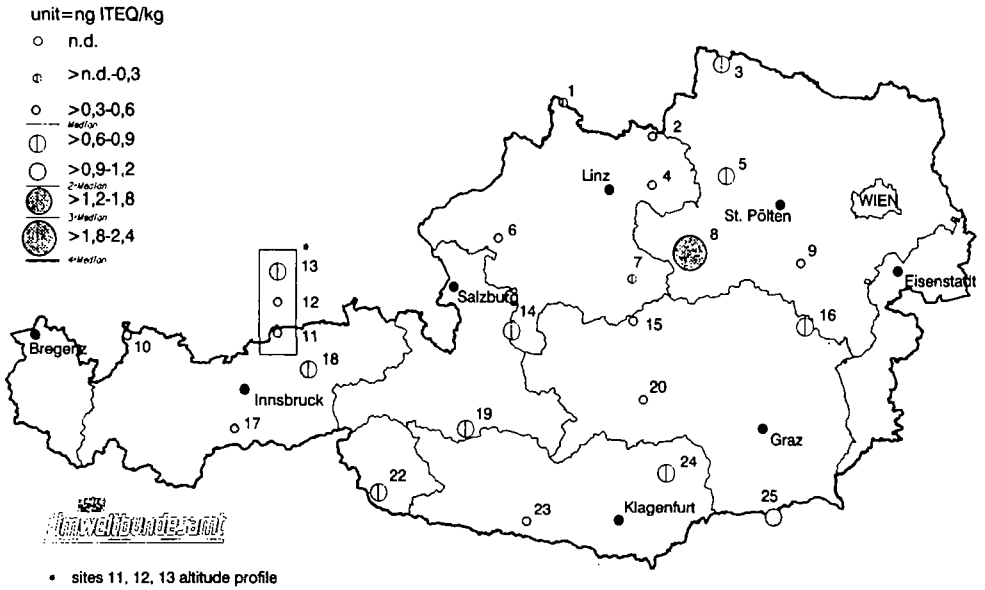 unit=ng ITEQ/kg
n.d.
>n.d.-0,3
>0,3-0,6
Median
>0,6-0,9
>0,9-1,2
2*Median
>1,2-1,8
3*Median
>1,8-2,4
4*Median
*
13
12
11
1
2
3
Linz
4
5
St. Pölten
WIEN
6
7
8
9
Eisenstadt
Salzburg
14
15
16
Bregenz
10
18
Innsbruck
17
19
20
Graz
22
23
24
Klagenfurt
25
Umweltbundesamt
* sites 11, 12, 13 altitude profile